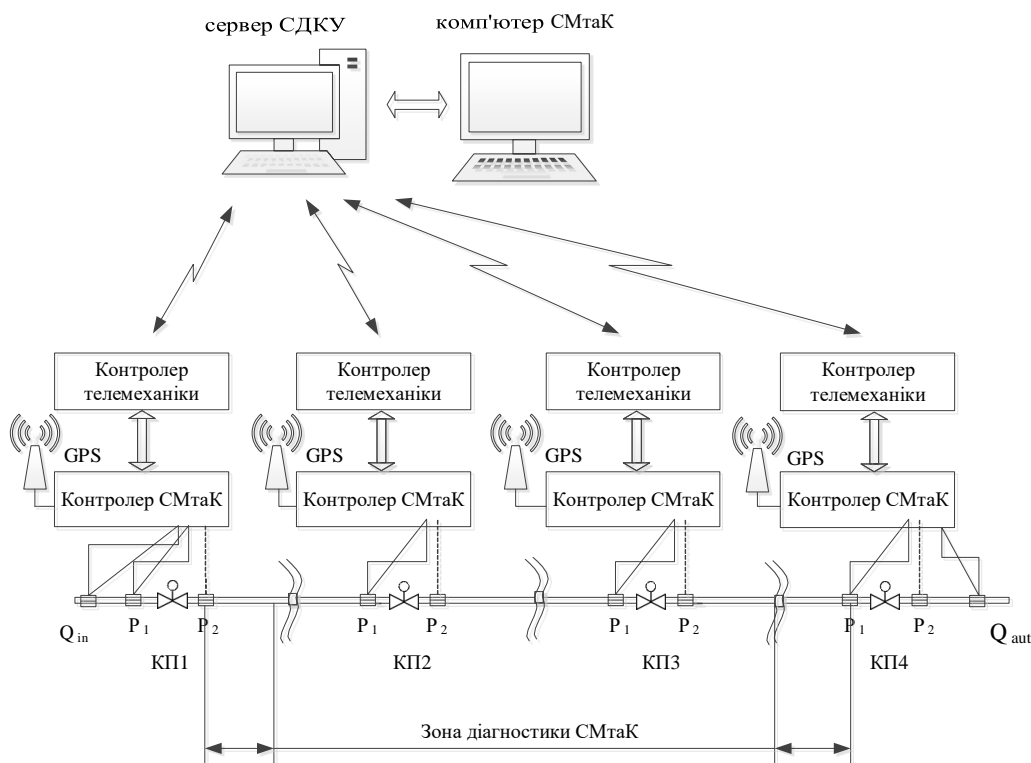 сервер СДКУ
комп'ютер СМтаК
Контролер
телемеханіки
Контролер
телемеханіки
Контролер
телемеханіки
Контролер
телемеханіки
GPS
GPS
GPS
GPS
Контролер СМтаК
Контролер СМтаК
Контролер СМтаК
Контролер СМтаК
Q in
P 1
P 2
P 1
P 2
P 1
P 2
P 1
P 2
Q aut
КП1
КП2
КП3
КП4
Зона діагностики СМтаК